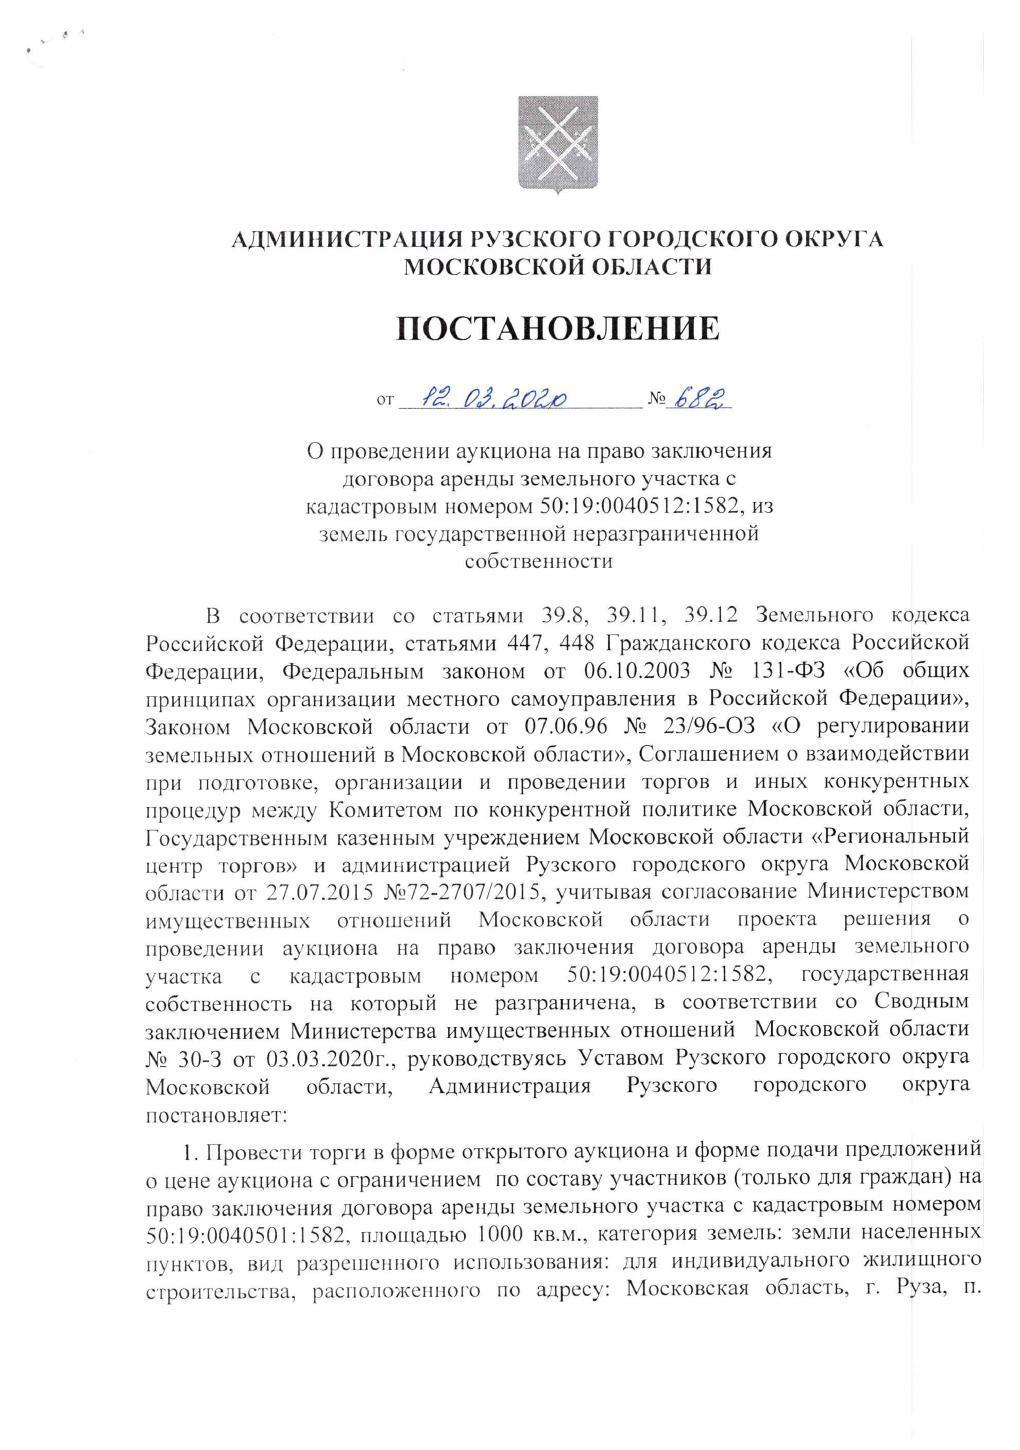 АДМИНИСТРАЦИЯ РУЗСКОГО ГОРОДСКОГО ОКРУГА
МОСКОВСКОЙ ОБЛАСТИ
ПОСТАНОВЛЕНИЕ
от 12.03.2020 № 682
О проведении аукциона на право заключения
договора аренды земельного участка с
кадастровым номером 50:19:0040512:1582, из
земель государственной неразграниченной
собственности
В соответствии со статьями 39.8, 39.11, 39.12 Земельного кодекса
Российской Федерации, статьями 447, 448 Гражданского кодекса Российской
Федерации, Федеральным законом от 06.10.2003 № 131-ФЗ «Об общих
принципах организации местного самоуправления в Российской Федерации»,
Законом Московской области от 07.06.96 № 23/96-ОЗ «О регулировании
земельных отношений в Московской области», Соглашением о взаимодействии
при подготовке, организации и проведении торгов и иных конкурентных
процедур между Комитетом по конкурентной политике Московской области,
Государственным казенным учреждением Московской области «Региональный
центр торгов» и администрацией Рузского городского округа Московской
области от 27.07.2015 №72-2707/2015, учитывая согласование Министерством
имущественных отношений Московской области проекта решения о
проведении аукциона на право заключения договора аренды земельного
участка с кадастровым номером 50:19:0040512:1582, государственная
собственность на который не разграничена, в соответствии со Сводным
заключением Министерства имущественных отношений Московской области
№ 30-З от 03.03.2020г., руководствуясь Уставом Рузского городского округа
Московской области, Администрация Рузского городского округа
постановляет:
1. Провести торги в форме открытого аукциона и форме подачи предложений
о цене аукциона с ограничением по составу участников (только для граждан) на
право заключения договора аренды земельного участка с кадастровым номером
50:19:0040501:1582, площадью 1000 кв.м., категория земель: земли населенных
пунктов, вид разрешенного использования: для индивидуального жилищного
строительства, расположенного по адресу: Московская область, г. Руза, п.